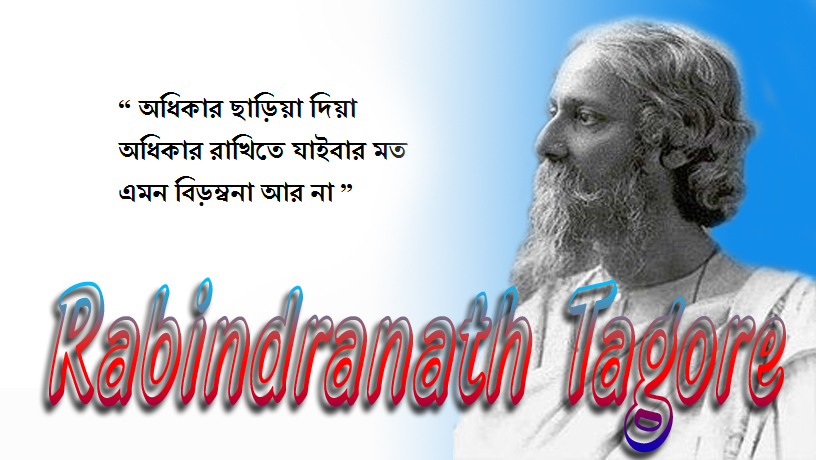 “ অধিকার ছাড়িয়া দিয়া
অধিকার রাখিতে যাইবার মত
এমন বিড়ম্বনা আর না ”
Rabindranath Tagore